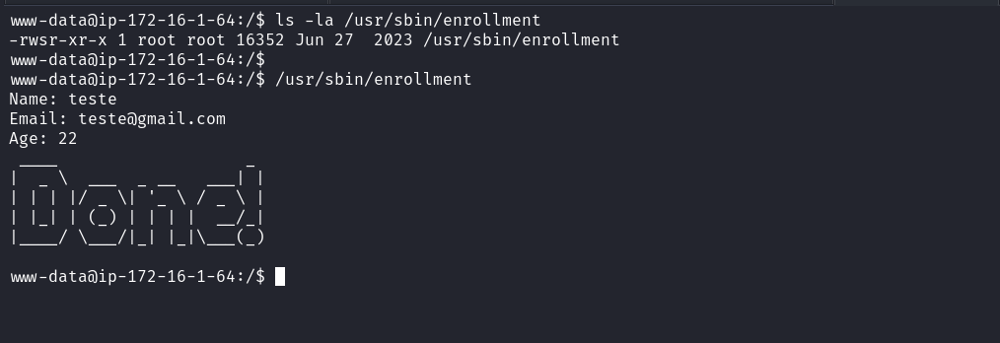 www-data@ip-172-16-1-64:/$ ls -la /usr/sbin/enrollment
-rwsr-xr-x 1 root root 16352 Jun 27  2023 /usr/sbin/enrollment
www-data@ip-172-16-1-64:/$
www-data@ip-172-16-1-64:/$ /usr/sbin/enrollment
Name: teste
Email: teste@gmail.com
Age: 22
 ____                   _
|  _ \  ___  _ __   ___| |
| | | |/ _ \| '_ \ / _ \ |
| |_| | (_) | | | |  __/_|
|____/ \___/|_| |_|\___(_)
www-data@ip-172-16-1-64:/$